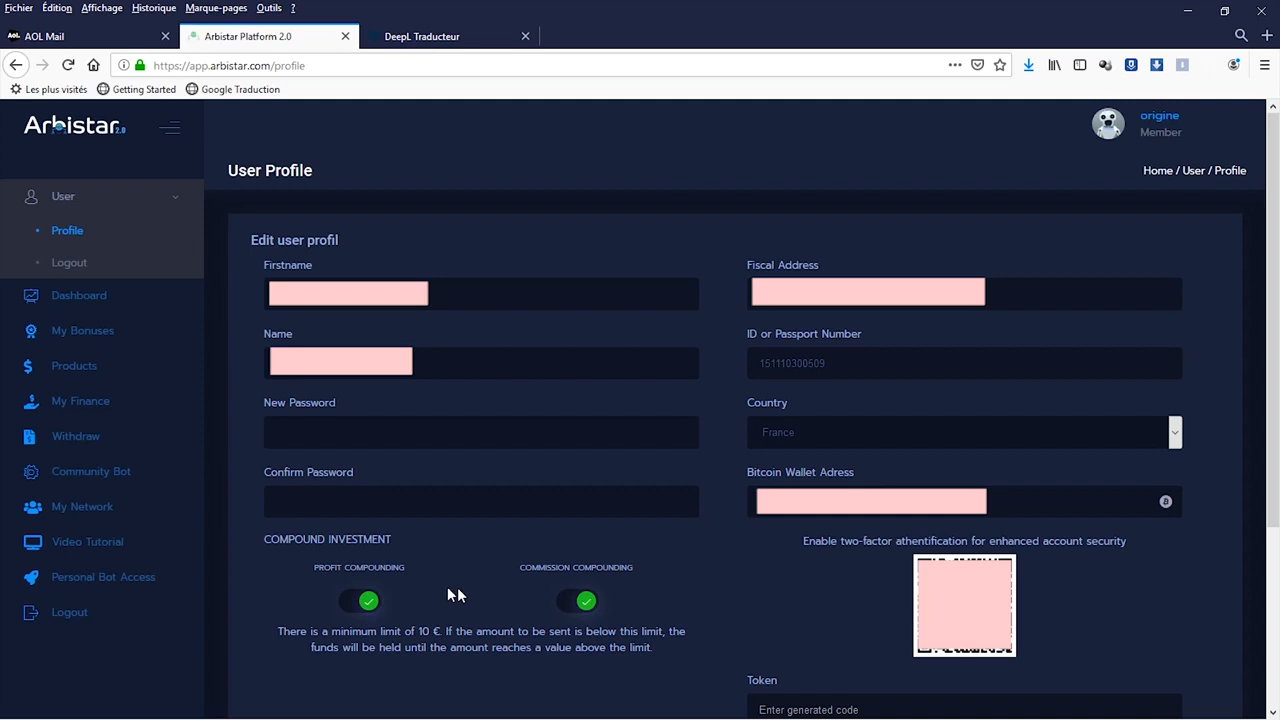 Fichier Édition Affichage Historique Marque-pages Outils ?
AOL Mail
Arbistar Platform 2.0
DeepL Traducteur
https://app.arbistar.com/profile
Les plus visités Getting Started Google Translation
Arbistar 2.0
origine
Member
User Profile
Home / User / Profile
User
Profile
Logout
Dashboard
My Bonuses
Products
My Finance
Withdraw
Community Bot
My Network
Video Tutorial
Personal Bot Access
Logout
Edit user profil
Firstname
Name
New Password
Confirm Password
COMPOUND INVESTMENT
PROFIT COMPOUNDING
COMMISSION COMPOUNDING
There is a minimum limit of 10 €. If the amount to be sent is below this limit, the
funds will be held until the amount reaches a value above the limit.
Fiscal Address
ID or Passport Number
151110300509
Country
France
Bitcoin Wallet Adress
Enable two-factor athentification for enhanced account security
Token
Enter generated code